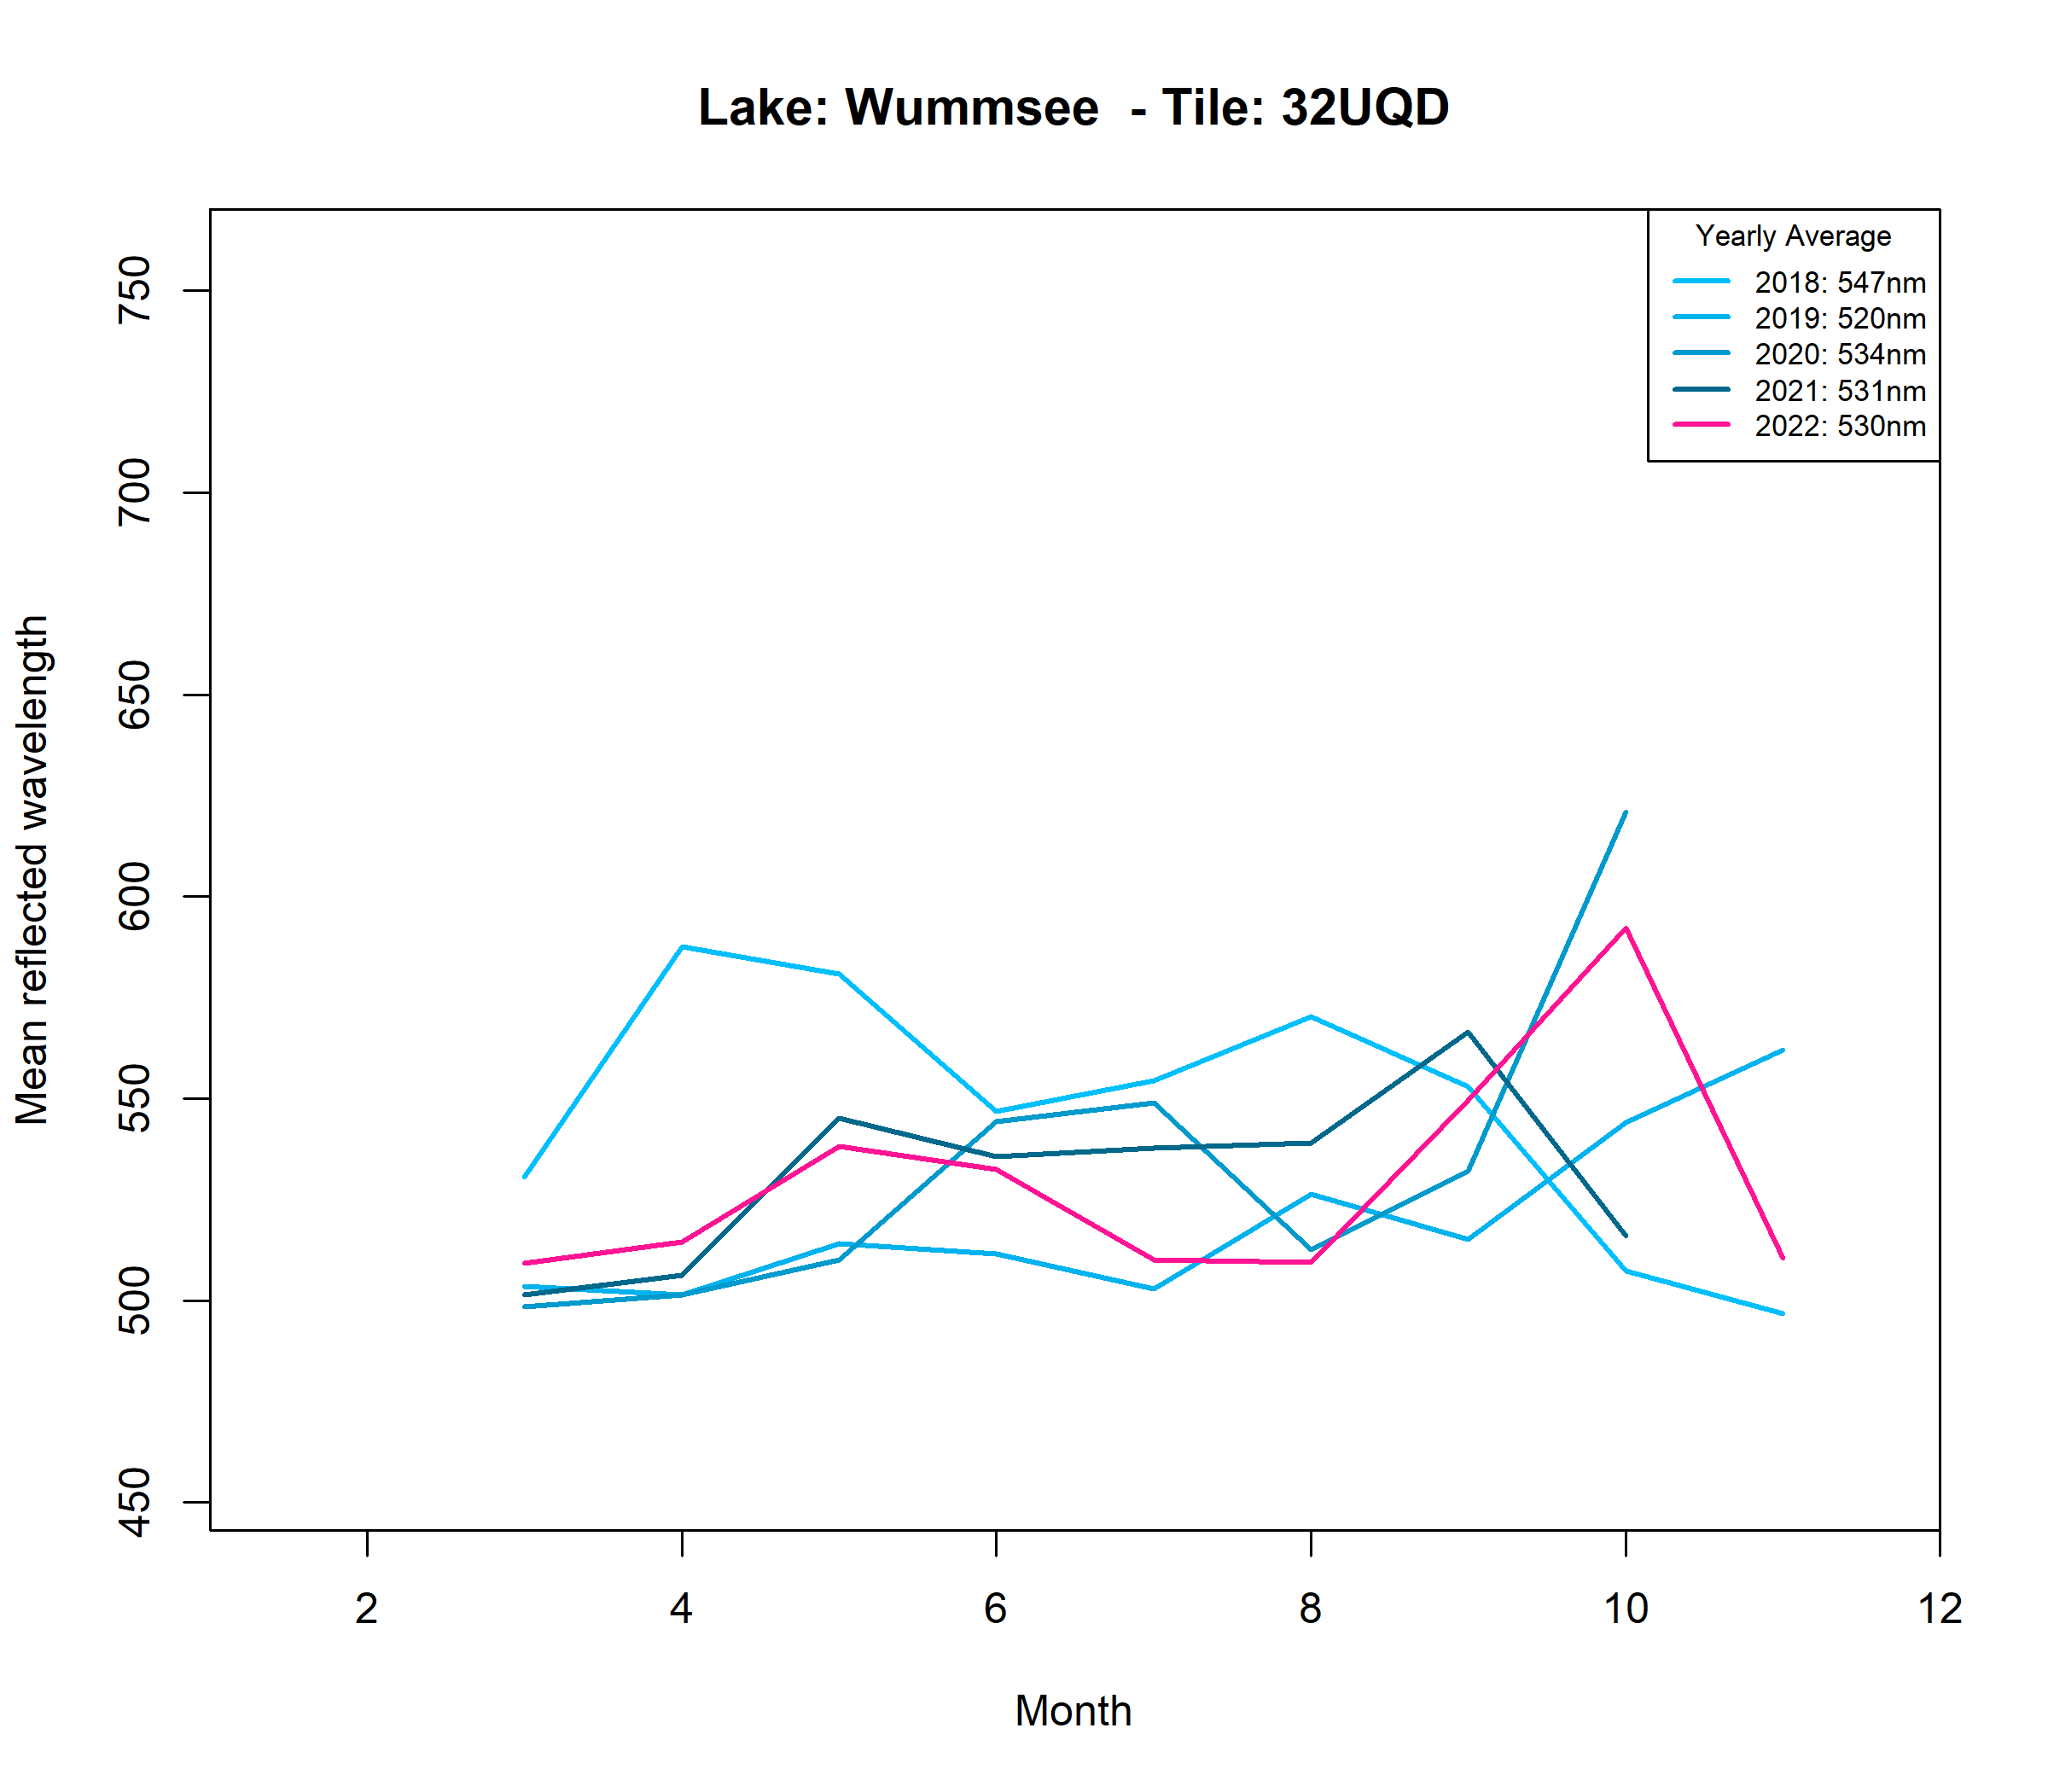 Lake: Wummsee  - Tile: 32UQD
Yearly Average
2018: 547nm
2019: 520nm
2020: 534nm
2021: 531nm
2022: 530nm
Mean reflected wavelength
750
700
650
600
550
500
450
2 4 6 8 10 12
Month